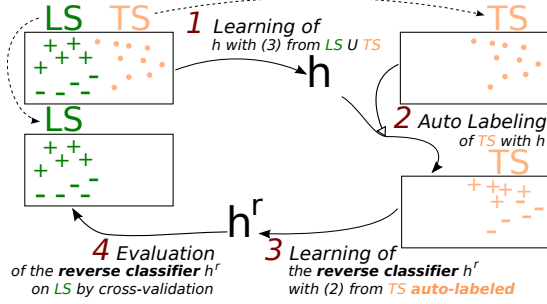 LS TS
1 Learning of
h with (3) from LS U TS
TS
h
LS
2 Auto Labeling
of TS with h
TS
h^r
4 Evaluation
of the reverse classifier h^r
on LS by cross-validation
3 Learning of
the reverse classifier h^r
with (2) from TS auto-labeled